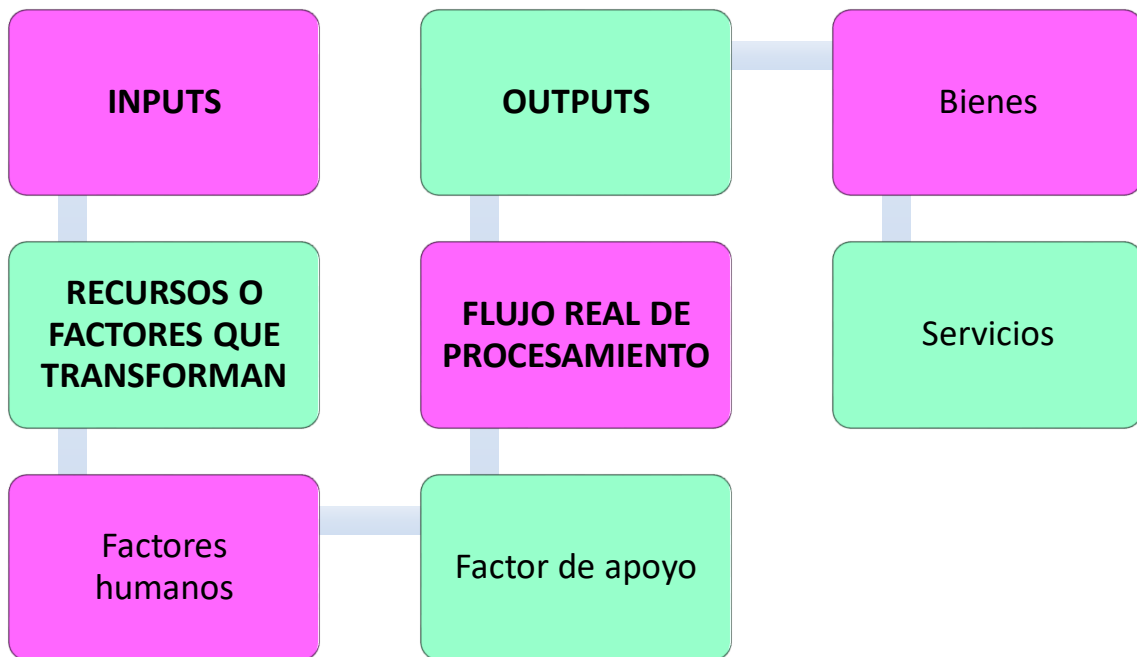 INPUTS
RECURSOS O
FACTORES QUE
TRANSFORMAN
Factores
humanos
Factor de apoyo
FLUJO REAL DE
PROCESAMIENTO
OUTPUTS
Bienes
Servicios